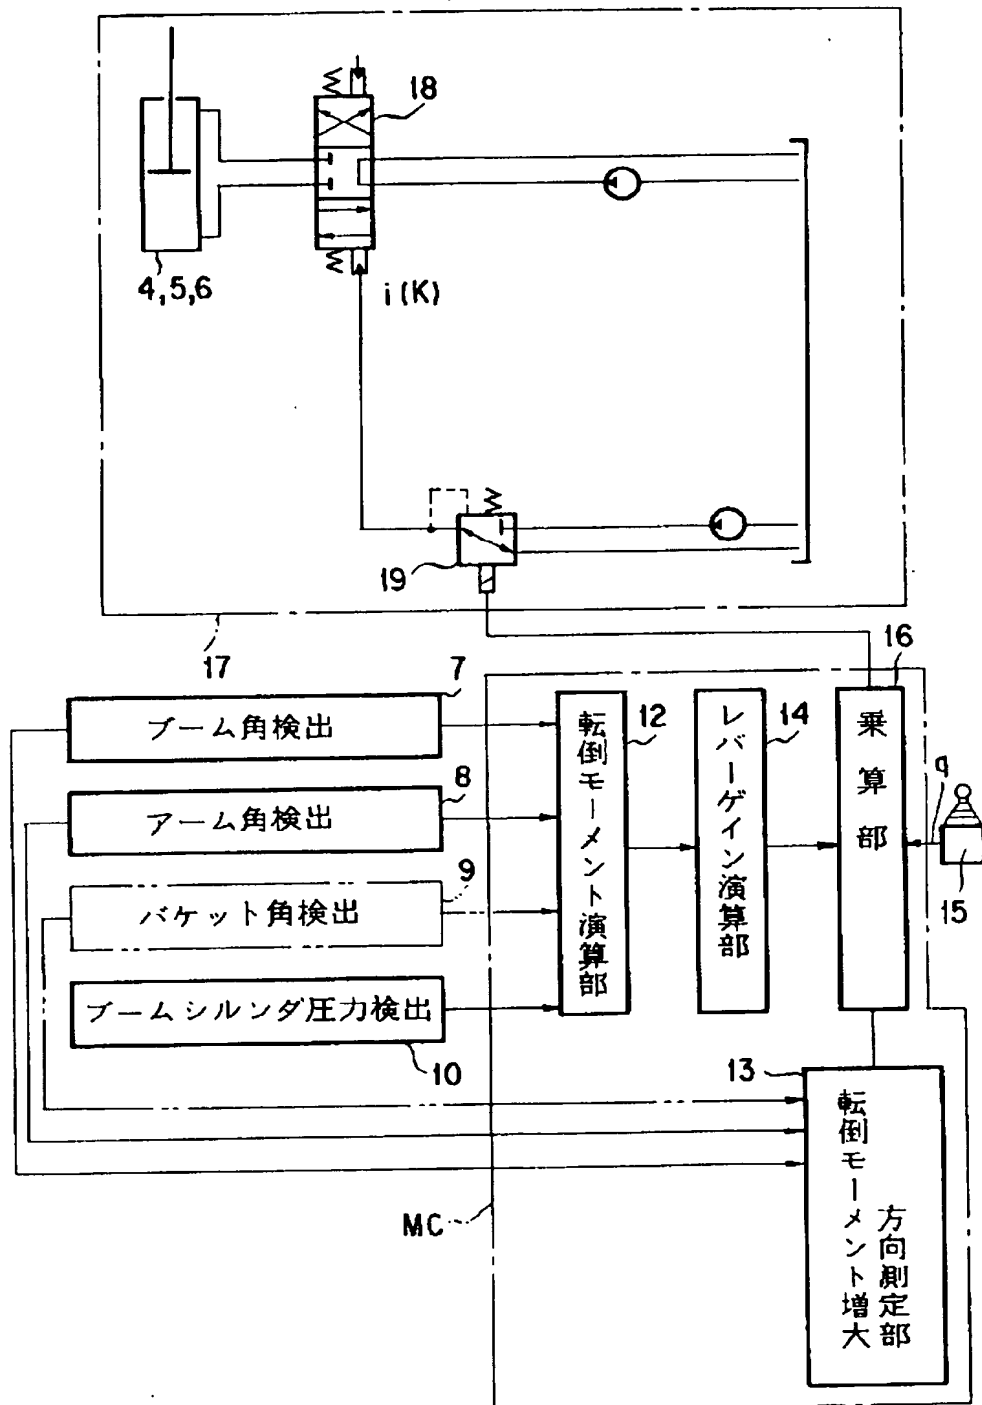 18
4,5,6
i(K)
19
17
16
7
ブーム角検出
8
アーム角検出
9
バケット角検出
ブームシルンダ圧力検出
10
12
転倒モーメント演算部
14
レバーゲイン演算部
乗算部
q
15
13
転倒モーメント増大
方向測定部
MC